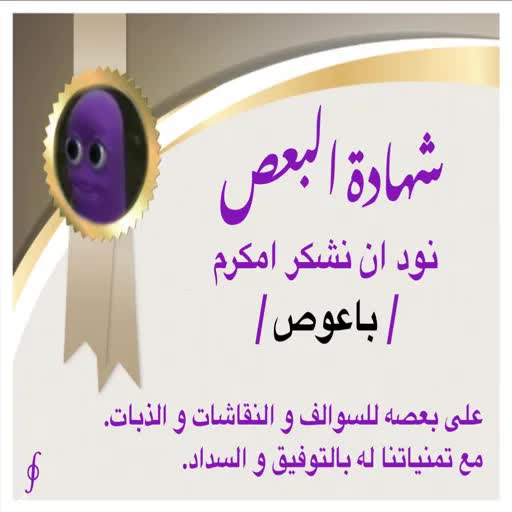 شهادة البعص
نود ان نشكر امكرم
/ باعوص /
على بعصه للسوالف و النقاشات و الذبات.
مع تمنياتنا له بالتوفيق و السداد.